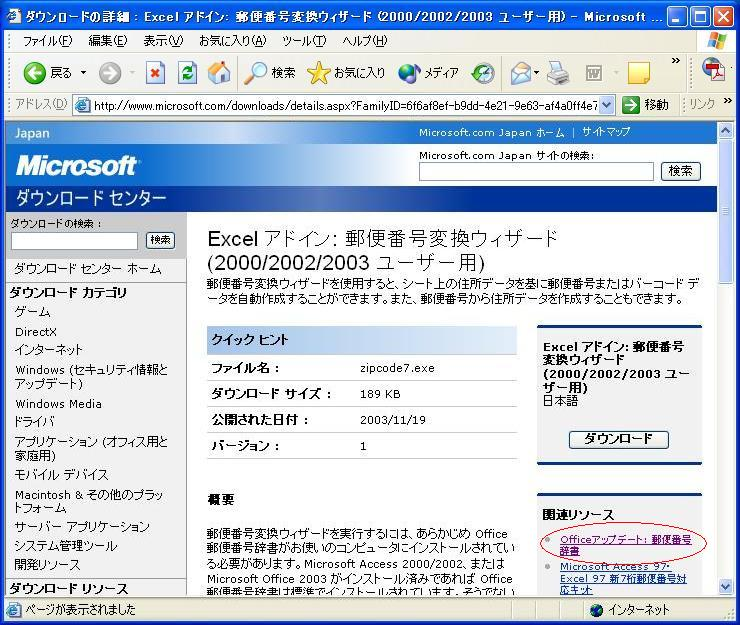 ダウンロードの詳細 : Excel アドイン: 郵便番号変換ウィザード (2000/2002/2003 ユーザー用) - Microsoft ...
ファイル(F) 編集(E) 表示(V) お気に入り(A) ツール(T) ヘルプ(H)
戻る 検索 お気に入り メディア
アドレス(D) http://www.microsoft.com/downloads/details.aspx?FamilyID=6f6af8ef-b9dd-4e21-9e63-af4a0ff4e7 移動 リンク
Japan
Microsoft.com Japan ホーム | サイトマップ
Microsoft
Microsoft.com Japan サイトの検索:
検索
ダウンロード センター
ダウンロードの検索 :
検索
ダウンロード センター ホーム
ダウンロード カテゴリ
ゲーム
DirectX
インターネット
Windows (セキュリティ情報と
アップデート)
Windows Media
ドライバ
アプリケーション (オフィス用と
家庭用)
モバイル デバイス
Macintosh & その他のプラッ
トフォーム
サーバー アプリケーション
システム管理ツール
開発リソース
ダウンロード リソース
Excel アドイン: 郵便番号変換ウィザード
(2000/2002/2003 ユーザー用)
郵便番号変換ウィザードを使用すると、シート上の住所データを基に郵便番号またはバーコード デ
ータを自動作成することができます。また、郵便番号から住所データを作成することもできます。
クイック ヒント
ファイル名 : zipcode7.exe
ダウンロード サイズ : 189 KB
公開された日付 : 2003/11/19
バージョン : 1
概要
郵便番号変換ウィザードを実行するには、あらかじめ Office
郵便番号辞書がお使いのコンピュータにインストールされてい
る必要があります。Microsoft Access 2000/2002、または
Microsoft Office 2003 がインストール済みであれば Office
郵便番号辞書は標準でインストールされています。そうでない
Excel アドイン: 郵便番号
変換ウィザード
(2000/2002/2003 ユー
ザー用)
日本語
ダウンロード
関連リソース
Officeアップデート: 郵便番号
辞書
Microsoft Access 97・
Excel 97 新7桁郵便番号対
応キット
ページが表示されました
インターネット